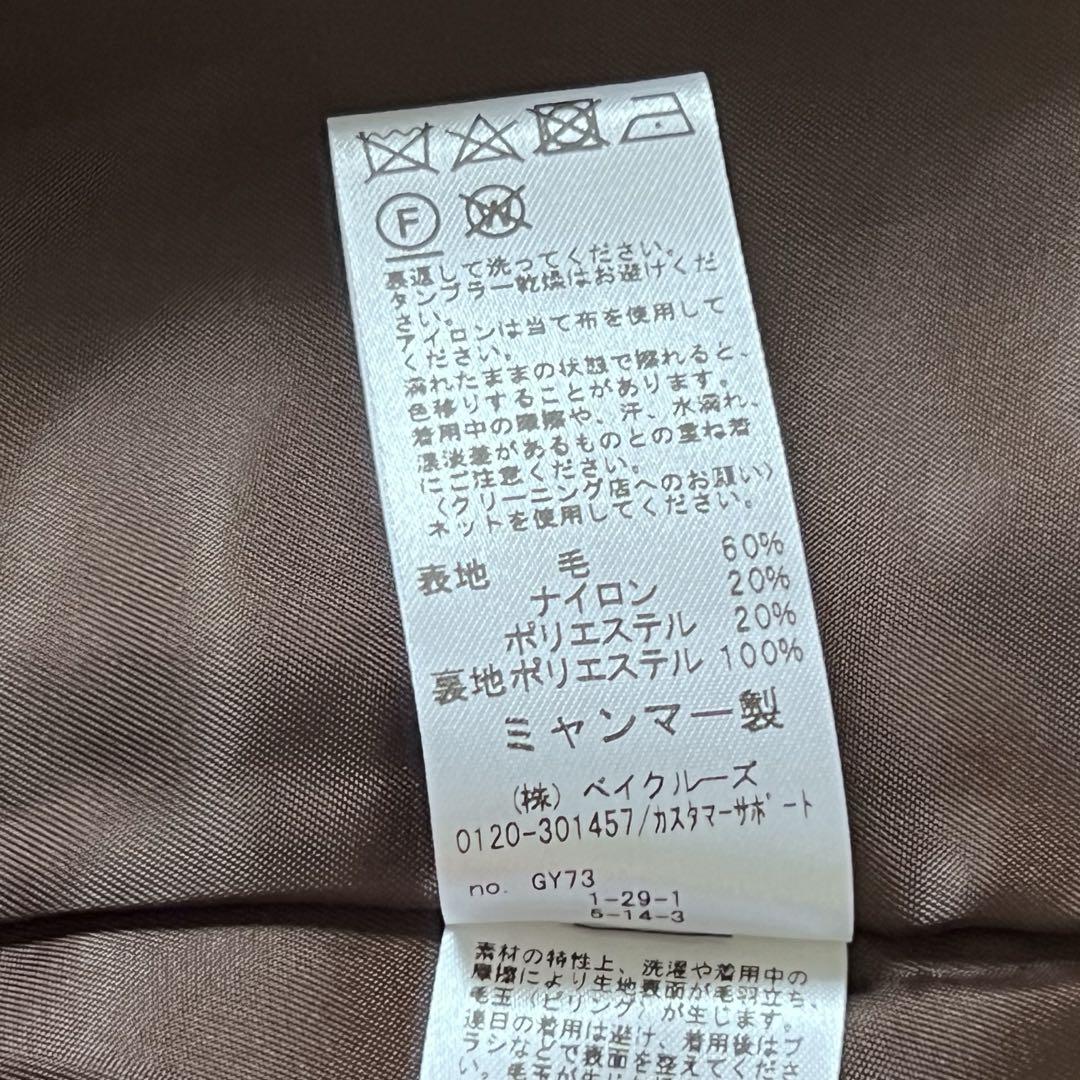 F W
裏返して洗ってください。
タンブラー乾燥はお避けくだ
さい。
アイロンは当て布を使用して
ください。
濡れたままの状態で擦れると、
色移りすることがあります。
着用中の摩擦や、汗、水濡れ、
濃淡差があるものとの重ね着
にご注意ください。
〈クリーニング店へのお願い〉
ネットを使用してください。
表地 毛 60%
ナイロン 20%
ポリエステル 20%
裏地ポリエステル 100%
ミャンマー製
(株) ベイクルーズ
0120-301457/カスタマーサポート
no. GY73
1-29-1
5-14-3
素材の特性上、洗濯や着用中の
摩擦により生地表面が毛羽立ち、
毛玉〈ピリング〉が生じます。
連日の着用は避け、着用後はブ
ラシなどで表面を整えてくださ
い。毛玉が生